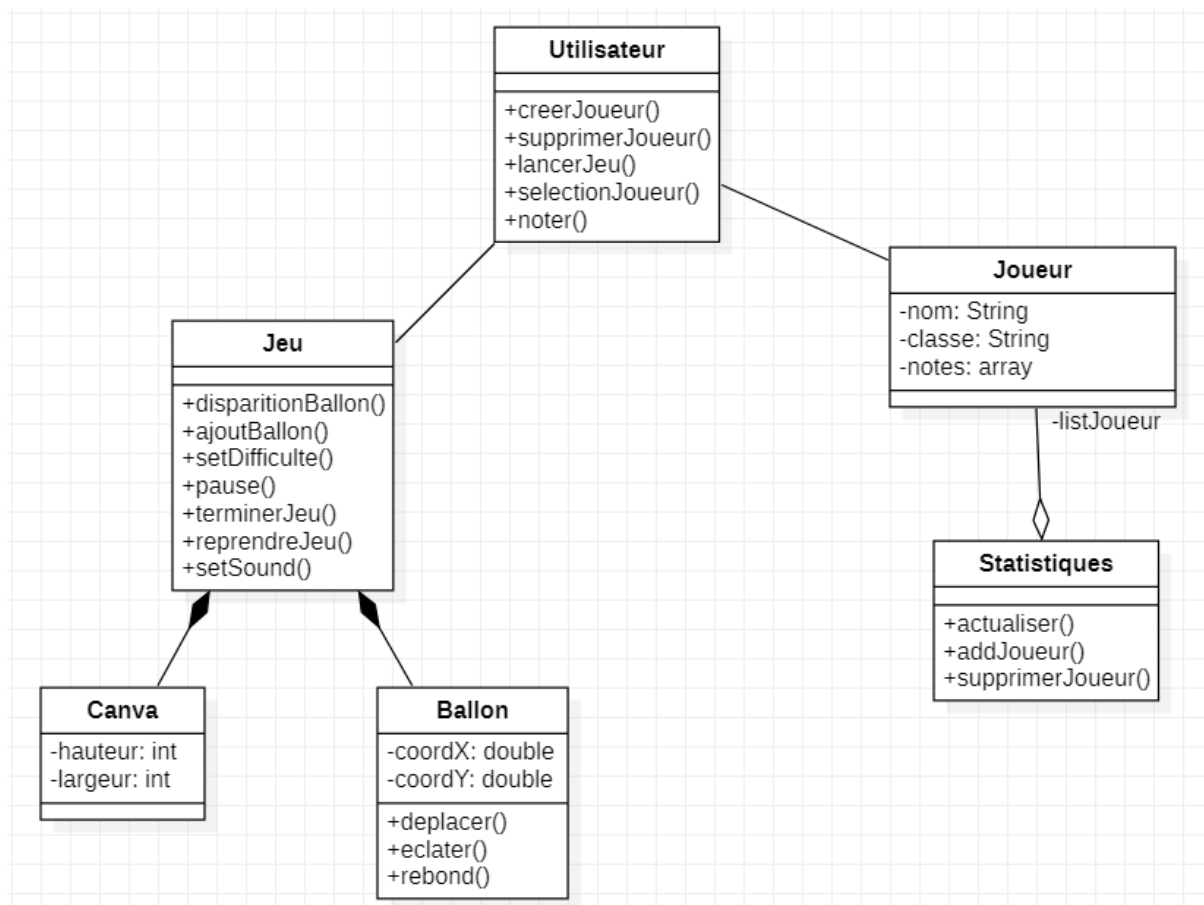 Utilisateur
+creerJoueur()
+supprimerJoueur()
+lancerJeu()
+selectionJoueur()
+noter()
Joueur
-nom: String
-classe: String
-notes: array
-listJoueur
Jeu
+disparitionBallon()
+ajoutBallon()
+setDifficulte()
+pause()
+terminerJeu()
+reprendreJeu()
+setSound()
Statistiques
+actualiser()
+addJoueur()
+supprimerJoueur()
Canva
-hauteur: int
-largeur: int
Ballon
-coordX: double
-coordY: double
+deplacer()
+eclater()
+rebond()